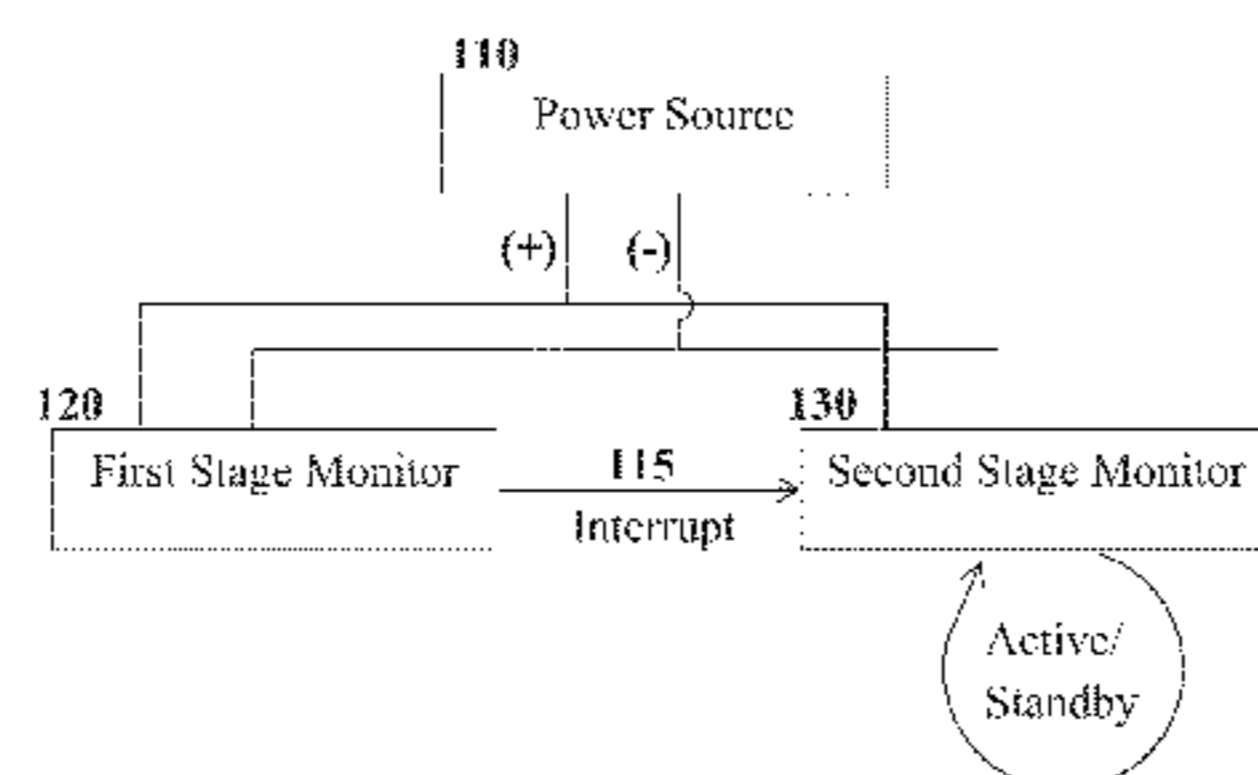 110
Power Source
(+) (-)
120
130
First Stage Monitor
115
Interrupt
Second Stage Monitor
Active/
Standby